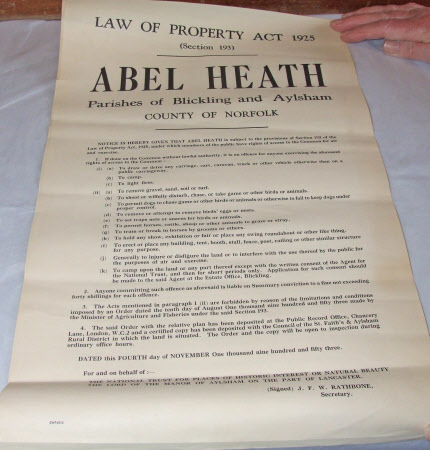 LAW OF PROPERTY ACT 1925
(Section 193)
ABEL HEATH
Parishes of Blickling and Aylsham
COUNTY OF NORFOLK
NOTICE IS HEREBY GIVEN THAT ABEL HEATH is subject to the provisions of Section 193 of the
Law of Property Act, 1925, under which members of the public have rights of access to the Common for air
and exercise.
1. If done on the Common without lawful authority, it is an offence for anyone exercising the aforesaid
rights of access to the Common:—
(i) (a) To draw or drive any carriage, cart, caravan, truck or other vehicle otherwise than on a
public carriageway.
(b) To camp.
(c) To light fires.
(ii) (a) To remove gravel, sand, soil or turf.
(b) To shoot or wilfully disturb, chase, or take game or other birds or animals.
(c) To permit dogs to chase game or other birds or animals or otherwise to fail to keep dogs under
proper control.
(d) To remove or attempt to remove birds' eggs or nests.
(e) To set traps nets or snares for birds or animals.
(f) To permit horses, cattle, sheep or other animals to graze or stray.
(g) To train or break in horses by grooms or others.
(h) To hold any show, exhibition or fair or place any swing roundabout or other like thing.
(i) To erect or place any building, tent, booth, stall, fence, post, railing or other similar structure
for any purpose.
(j) Generally to injure or disfigure the land or to interfere with the use thereof by the public for
the purposes of air and exercise.
(k) To camp upon the land or any part thereof except with the written consent of the Agent for
the National Trust, and then for short periods only. Application for such consent should
be made to the said Agent at the Estate Office, Blickling.
2. Anyone committing such offence as aforesaid is liable on Summary conviction to a fine not exceeding
forty shillings for each offence.
3. The Acts mentioned in paragraph 1 (ii) are forbidden by reason of the limitations and conditions
imposed by an Order dated the tenth day of August One thousand nine hundred and fifty three made by
the Minister of Agriculture and Fisheries under the said Section 193.
4. The said Order with the relative plan has been deposited at the Public Record Office, Chancery
Lane, London, W.C.2 and a certified copy has been deposited with the Council of the St. Faith's & Aylsham
Rural District in which the land is situated. The Order and the copy will be open to inspection during
ordinary office hours.
DATED this FOURTH day of NOVEMBER One thousand nine hundred and fifty three.
For and on behalf of :—
THE NATIONAL TRUST FOR PLACES OF HISTORIC INTEREST OR NATURAL BEAUTY
THE LORD OF THE MANOR OF AYLSHAM ON THE PART OF LANCASTER.
(Signed) J. F. W. RATHBONE,
Secretary.